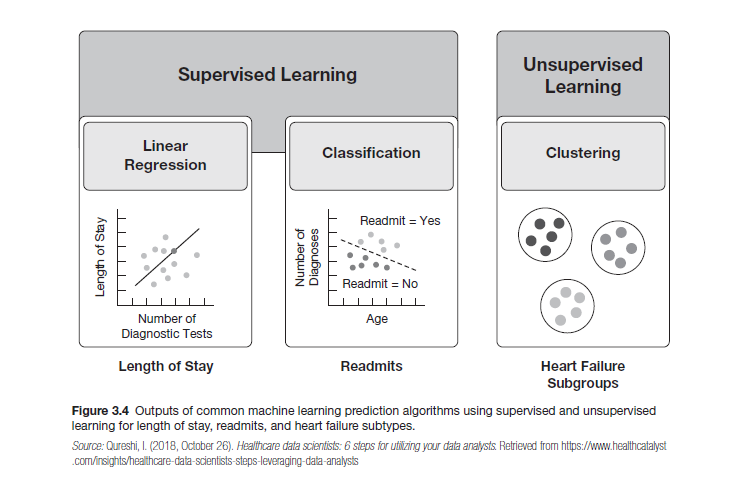 Supervised Learning
Unsupervised
Learning
Linear
Regression
Classification
Clustering
Length of Stay
Number of
Diagnostic Tests
Number of
Diagnoses
Readmit = Yes
Readmit = No
Age
Length of Stay
Readmits
Heart Failure
Subgroups
Figure 3.4 Outputs of common machine learning prediction algorithms using supervised and unsupervised
learning for length of stay, readmits, and heart failure subtypes.
Source: Qureshi, I. (2018, October 26). Healthcare data scientists: 6 steps for utilizing your data analysts. Retrieved from https://www.healthcatalyst
.com/insights/healthcare-data-scientists-steps-leveraging-data-analysts